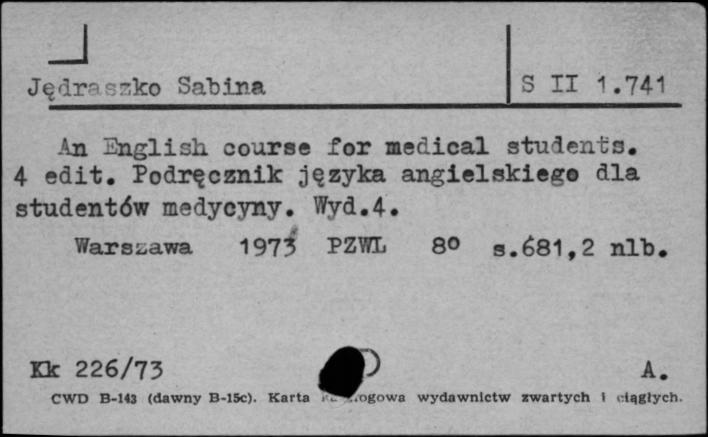 Jędraszko Sabina S II 1.741
An English course for medical students.
4 edit. Podręcznik języka angielskiego dla
studentów medycyny. Wyd.4.
Warszawa 1973 PZWL 8o s.681,2 nlb.
Kk 226/73 A.
CWD B-143 (dawny B-15c). Karta wydawnictw zwartych i ciągłych.